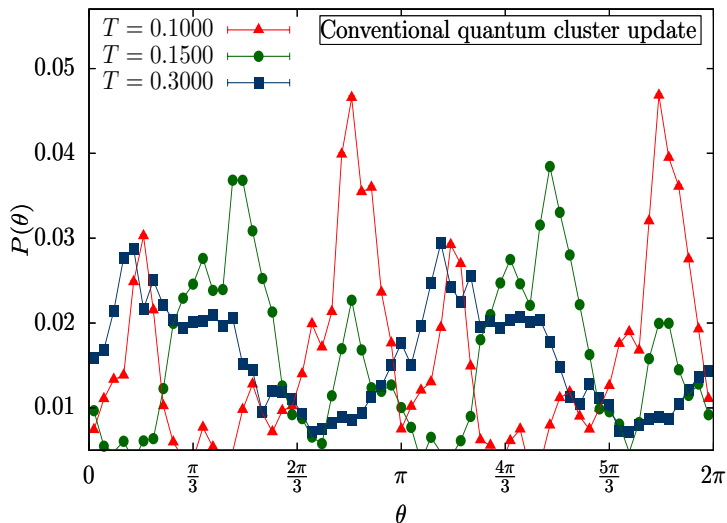 Conventional quantum cluster update
T = 0.1000
T = 0.1500
T = 0.3000
P(θ)
0.05
0.04
0.03
0.02
0.01
0 π/3 2π/3 π 4π/3 5π/3 2π
θ